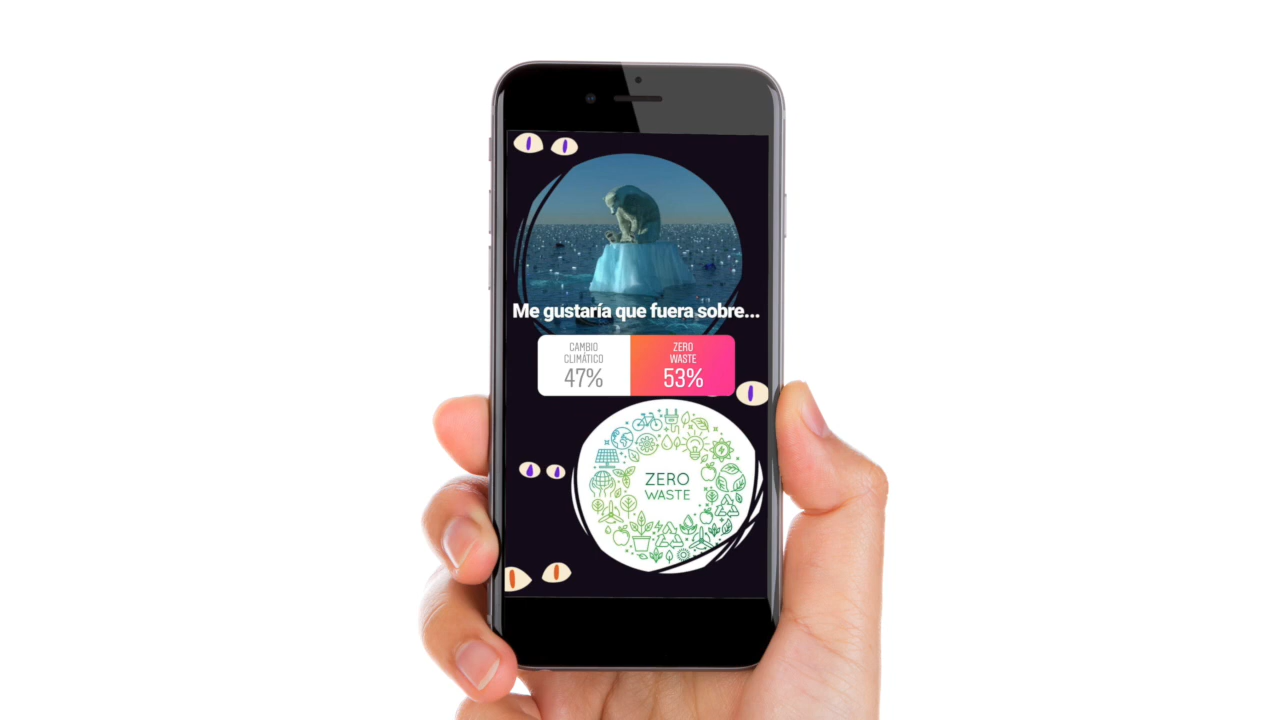 Me gustaría que fuera sobre...
CAMBIO
CLIMÁTICO
47%
ZERO
WASTE
53%
ZERO
WASTE